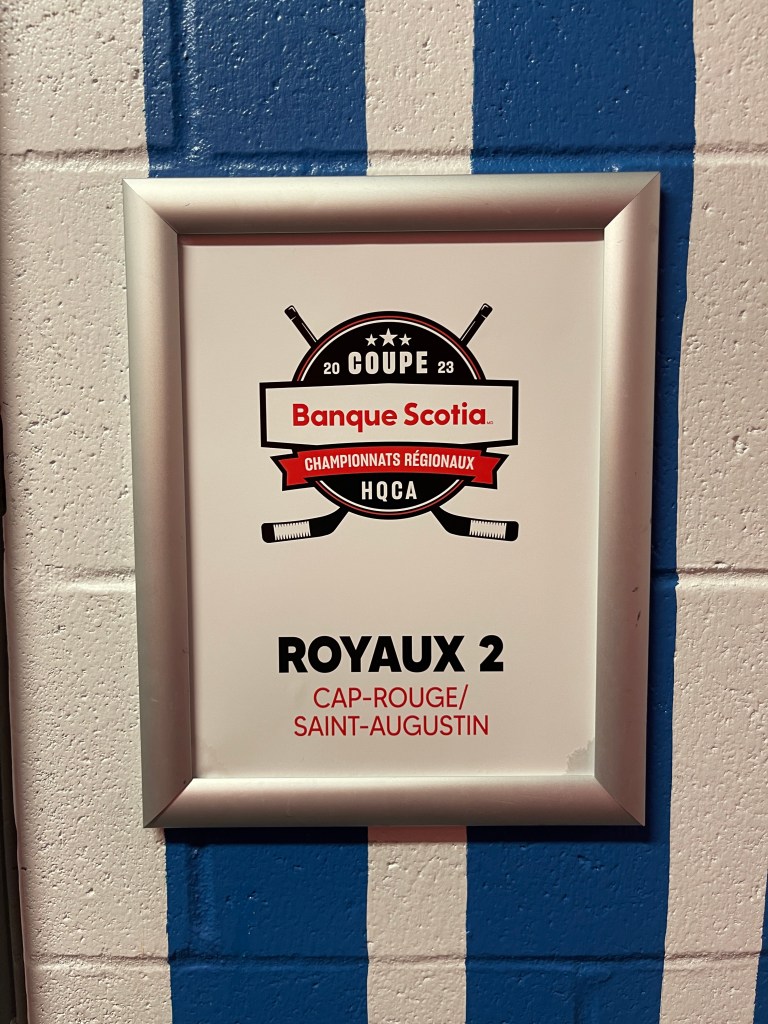 20 COUPE 23
Banque Scotia
CHAMPIONNATS RÉGIONAUX
HQCA
ROYAUX 2
CAP-ROUGE/
SAINT-AUGUSTIN